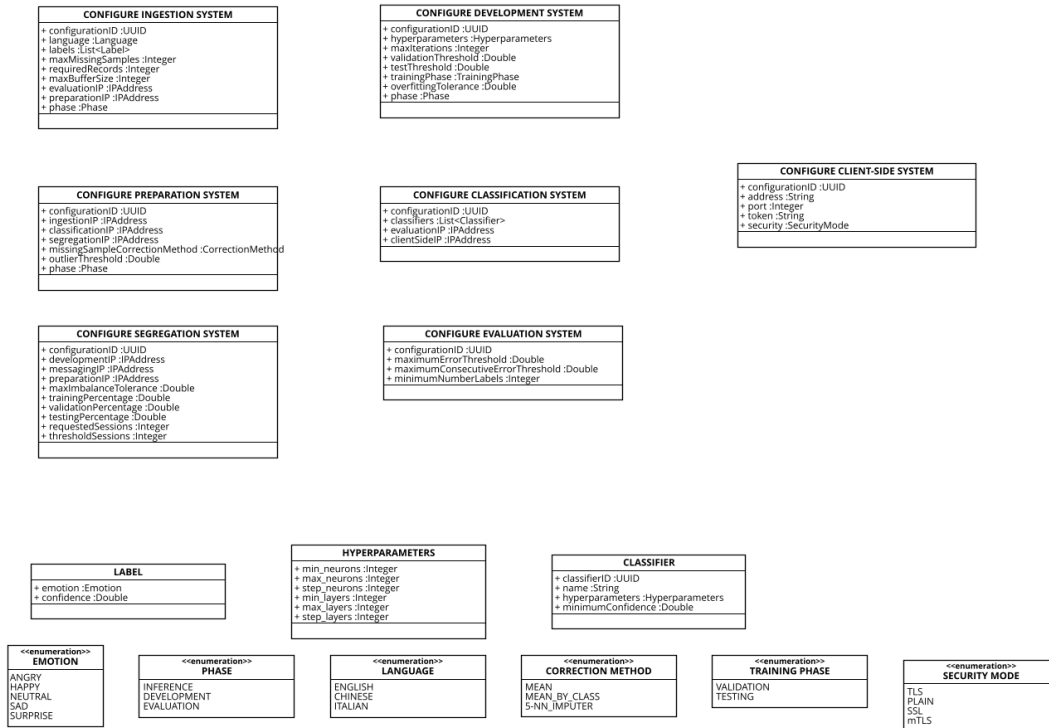 CONFIGURE INGESTION SYSTEM
+ configurationID :UUID
+ language :Language
+ labels :List<Label>
+ maxMissingSamples :Integer
+ requiredRecords :Integer
+ maxBufferSize :Integer
+ evaluationIP :IPAddress
+ preparationIP :IPAddress
+ phase :Phase
CONFIGURE DEVELOPMENT SYSTEM
+ configurationID :UUID
+ hyperparameters :Hyperparameters
+ maxIterations :Integer
+ validationThreshold :Double
+ testThreshold :Double
+ trainingPhase :TrainingPhase
+ overfittingTolerance :Double
+ phase :Phase
CONFIGURE PREPARATION SYSTEM
+ configurationID :UUID
+ ingestionIP :IPAddress
+ classificationIP :IPAddress
+ segregationIP :IPAddress
+ missingSampleCorrectionMethod :CorrectionMethod
+ outlierThreshold :Double
+ phase :Phase
CONFIGURE CLASSIFICATION SYSTEM
+ configurationID :UUID
+ classifiers :List<Classifier>
+ evaluationIP :IPAddress
+ clientSideIP :IPAddress
CONFIGURE CLIENT-SIDE SYSTEM
+ configurationID :UUID
+ address :String
+ port :Integer
+ token :String
+ security :SecurityMode
CONFIGURE SEGREGATION SYSTEM
+ configurationID :UUID
+ developmentIP :IPAddress
+ messagingIP :IPAddress
+ preparationIP :IPAddress
+ maxImbalanceTolerance :Double
+ trainingPercentage :Double
+ validationPercentage :Double
+ testingPercentage :Double
+ requestedSessions :Integer
+ thresholdSessions :Integer
CONFIGURE EVALUATION SYSTEM
+ configurationID :UUID
+ maximumErrorThreshold :Double
+ maximumConsecutiveErrorThreshold :Double
+ minimumNumberLabels :Integer
LABEL
+ emotion :Emotion
+ confidence :Double
HYPERPARAMETERS
+ min_neurons :Integer
+ max_neurons :Integer
+ step_neurons :Integer
+ min_layers :Integer
+ max_layers :Integer
+ step_layers :Integer
CLASSIFIER
+ classifierID :UUID
+ name :String
+ hyperparameters :Hyperparameters
+ minimumConfidence :Double
<<enumeration>>
EMOTION
ANGRY
HAPPY
NEUTRAL
SAD
SURPRISE
<<enumeration>>
PHASE
INFERENCE
DEVELOPMENT
EVALUATION
<<enumeration>>
LANGUAGE
ENGLISH
CHINESE
ITALIAN
<<enumeration>>
CORRECTION METHOD
MEAN
MEAN_BY_CLASS
5-NN_IMPUTER
<<enumeration>>
TRAINING PHASE
VALIDATION
TESTING
<<enumeration>>
SECURITY MODE
TLS
PLAIN
SSL
mTLS